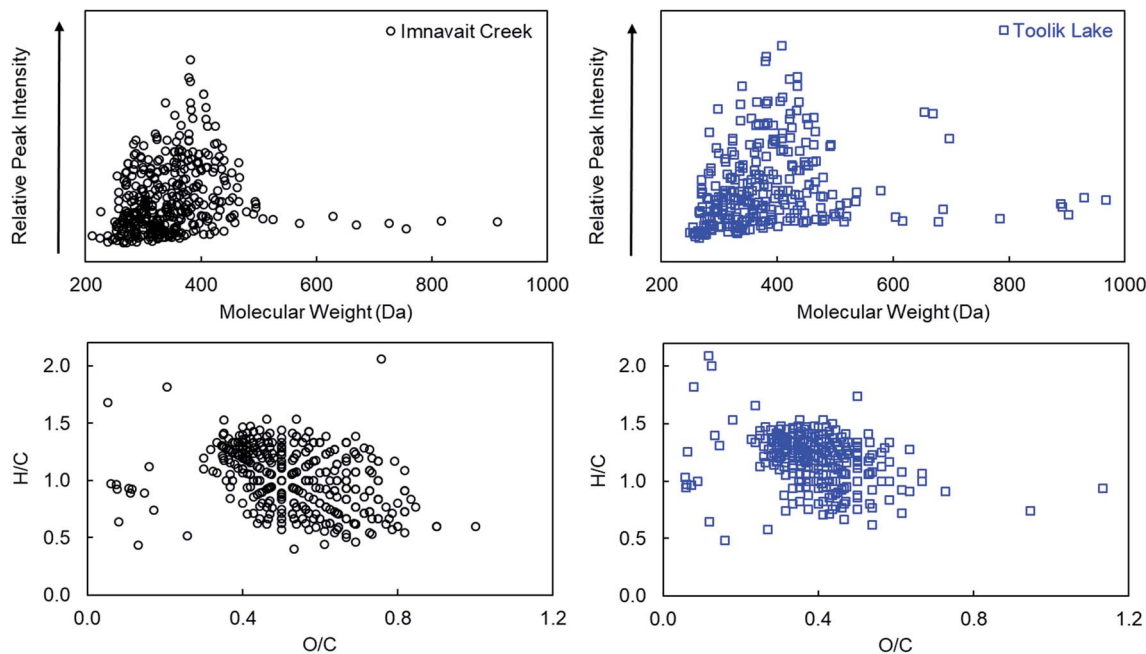 Relative Peak Intensity
Imnavait Creek
200 400 600 800 1000
Molecular Weight (Da)
Relative Peak Intensity
Toolik Lake
200 400 600 800 1000
Molecular Weight (Da)
H/C
2.0
1.5
1.0
0.5
0.0
0.0 0.4 0.8 1.2
O/C
H/C
2.0
1.5
1.0
0.5
0.0
0.0 0.4 0.8 1.2
O/C